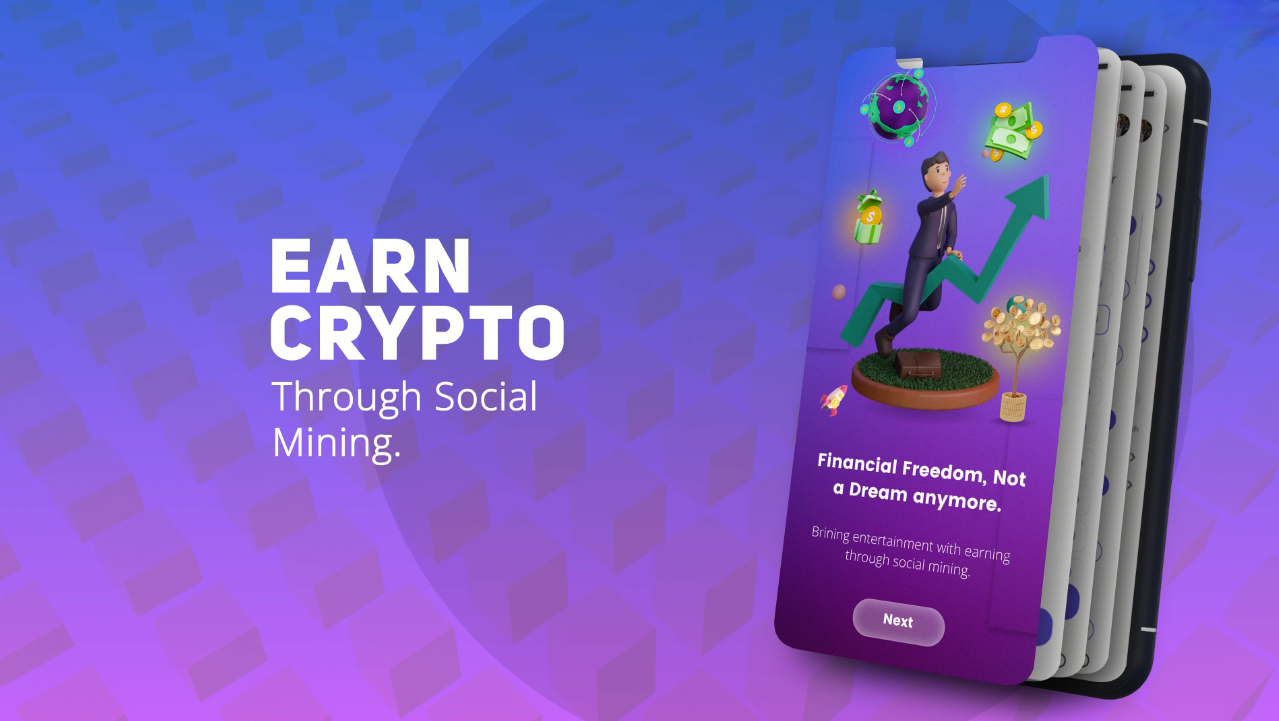 EARN
CRYPTO
Through Social
Mining.
Financial Freedom, Not
a Dream anymore.
Brining entertainment with earning
through social mining.
Next